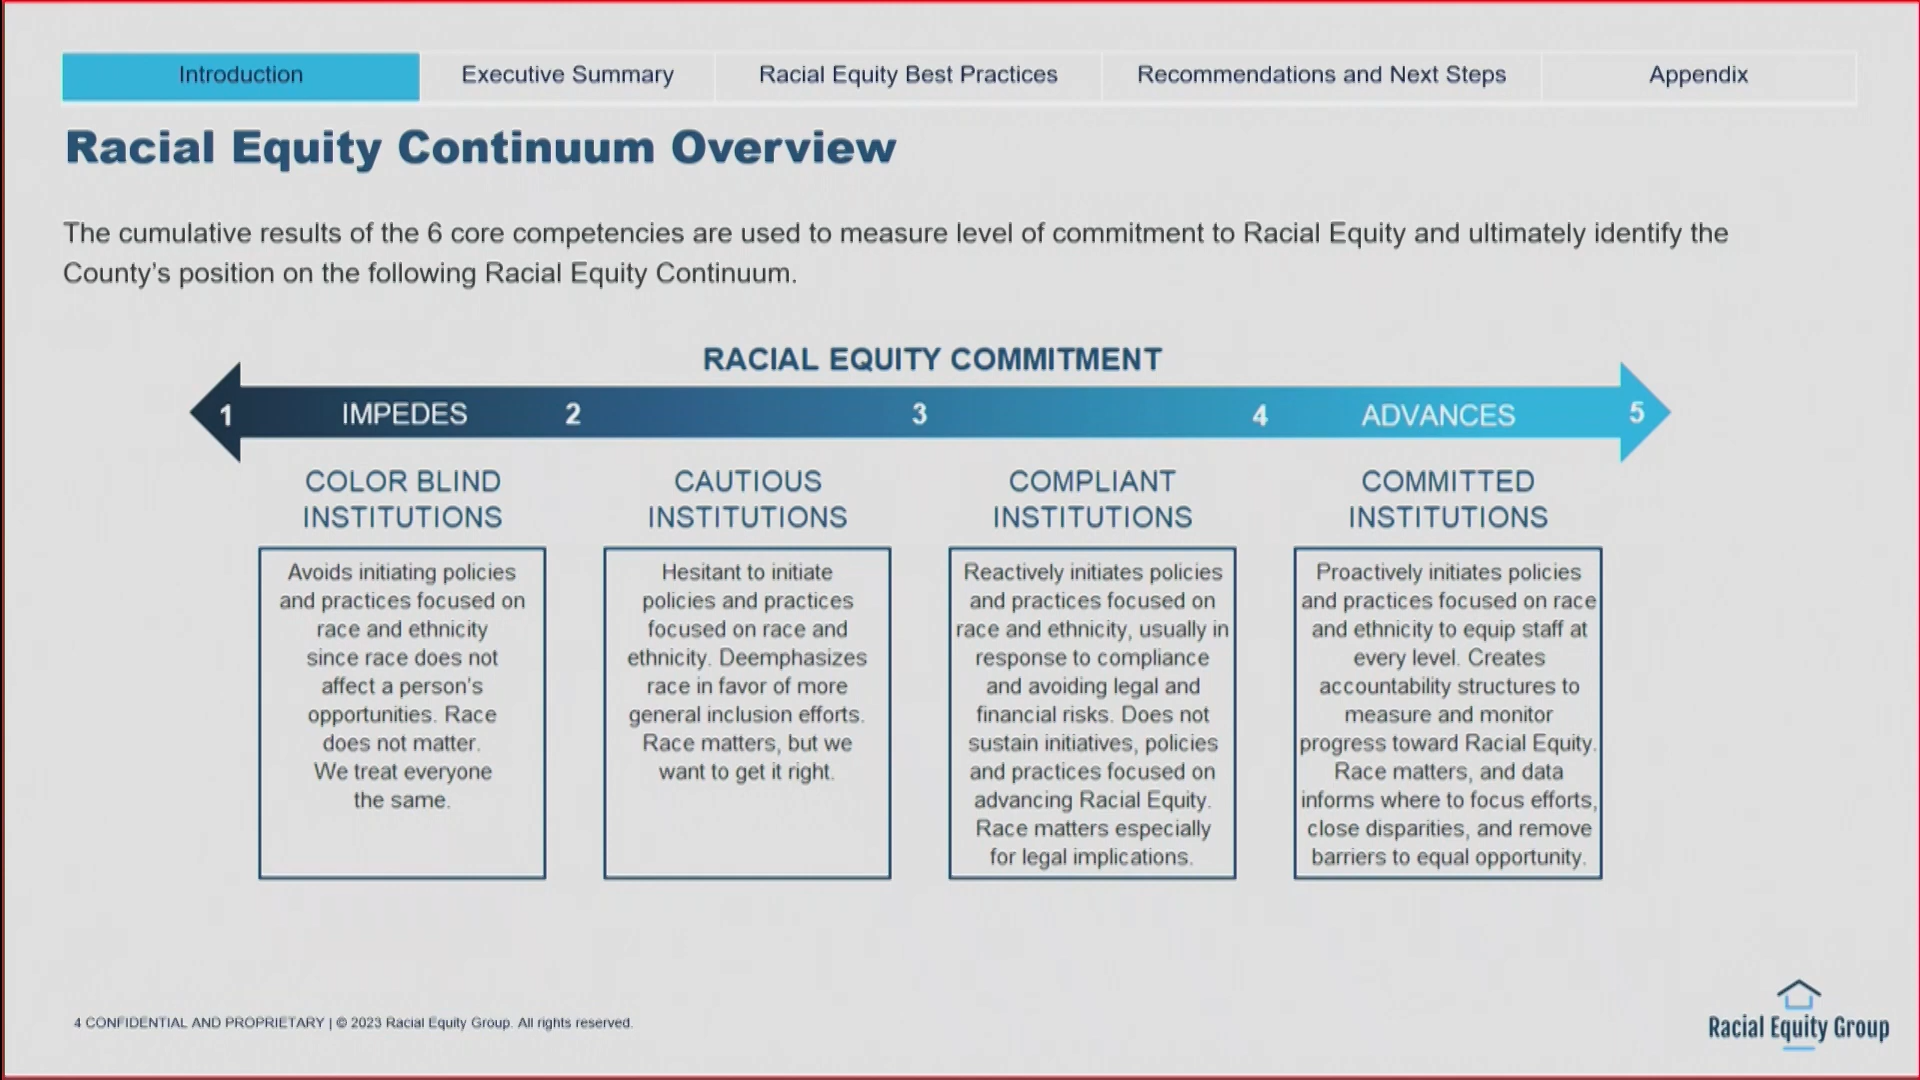 Introduction
Executive Summary
Racial Equity Best Practices
Recommendations and Next Steps
Appendix
Racial Equity Continuum Overview
The cumulative results of the 6 core competencies are used to measure level of commitment to Racial Equity and ultimately identify the
County's position on the following Racial Equity Continuum.
RACIAL EQUITY COMMITMENT
1 IMPEDES 2 3 4 ADVANCES 5
COLOR BLIND
INSTITUTIONS
Avoids initiating policies
and practices focused on
race and ethnicity
since race does not
affect a person's
opportunities. Race
does not matter.
We treat everyone
the same.
CAUTIOUS
INSTITUTIONS
Hesitant to initiate
policies and practices
focused on race and
ethnicity. Deemphasizes
race in favor of more
general inclusion efforts.
Race matters, but we
want to get it right.
COMPLIANT
INSTITUTIONS
Reactively initiates policies
and practices focused on
race and ethnicity, usually in
response to compliance
and avoiding legal and
financial risks. Does not
sustain initiatives, policies
and practices focused on
advancing Racial Equity.
Race matters especially
for legal implications.
COMMITTED
INSTITUTIONS
Proactively initiates policies
and practices focused on race
and ethnicity to equip staff at
every level. Creates
accountability structures to
measure and monitor
progress toward Racial Equity.
Race matters, and data
informs where to focus efforts,
close disparities, and remove
barriers to equal opportunity.
4 CONFIDENTIAL AND PROPRIETARY | © 2023 Racial Equity Group. All rights reserved.
Racial Equity Group